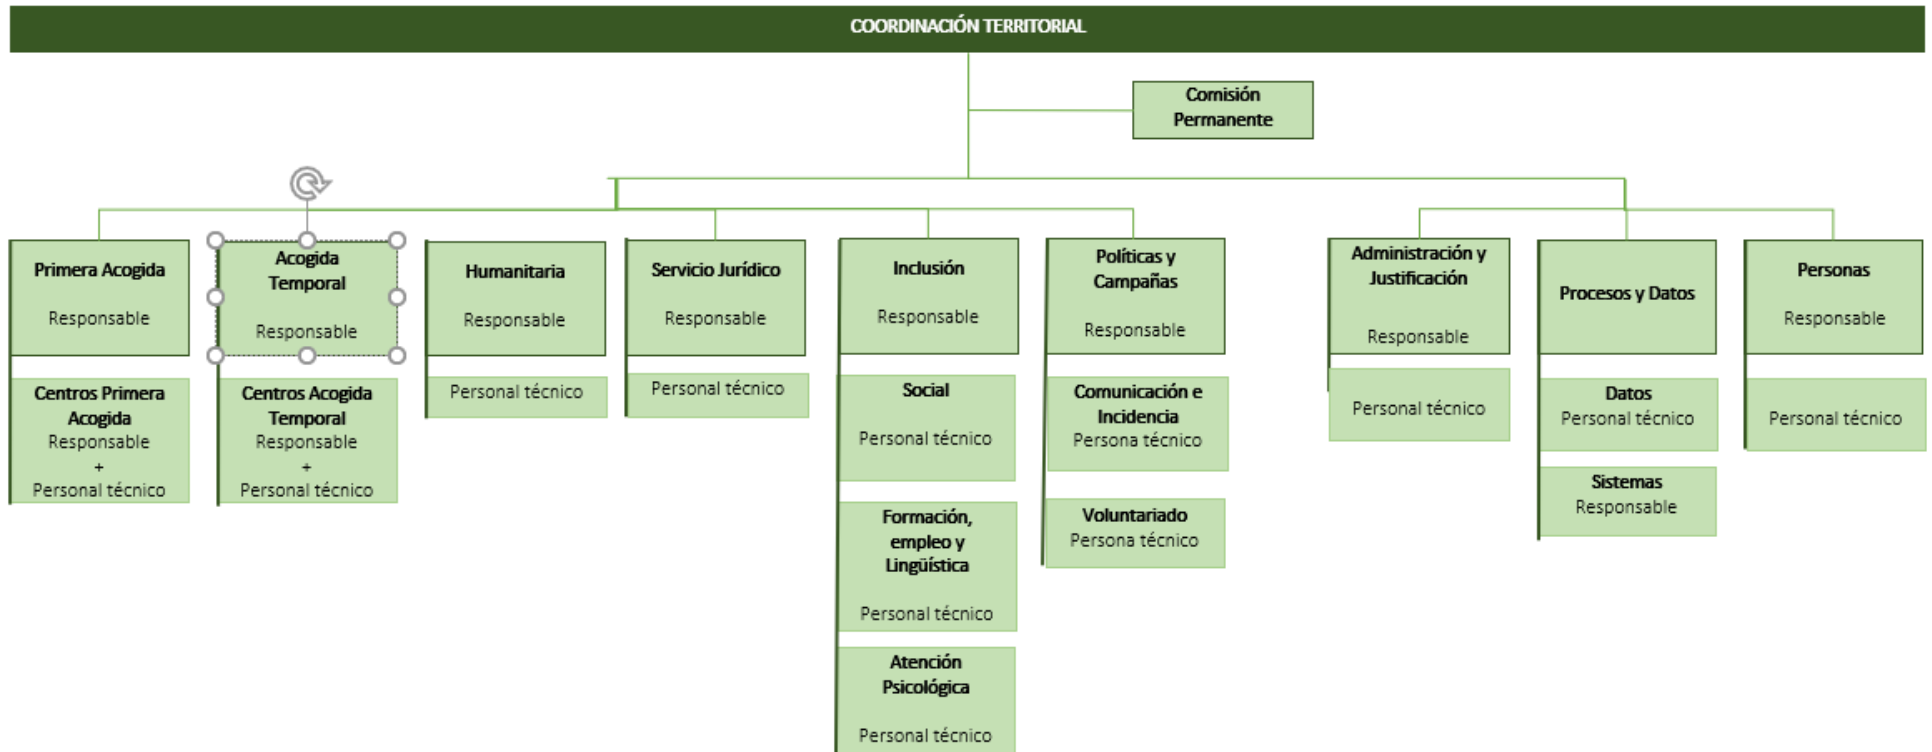 COORDINACIÓN TERRITORIAL
Comisión
Permanente
Primera Acogida
Responsable
Centros Primera
Acogida
Responsable
+
Personal técnico
Acogida
Temporal
Responsable
Centros Acogida
Temporal
Responsable
+
Personal técnico
Humanitaria
Responsable
Personal técnico
Servicio Jurídico
Responsable
Personal técnico
Inclusión
Responsable
Social
Personal técnico
Formación,
empleo y
Lingüística
Personal técnico
Atención
Psicológica
Personal técnico
Políticas y
Campañas
Responsable
Comunicación e
Incidencia
Persona técnico
Voluntariado
Persona técnico
Administración y
Justificación
Responsable
Personal técnico
Procesos y Datos
Datos
Personal técnico
Sistemas
Responsable
Personas
Responsable
Personal técnico